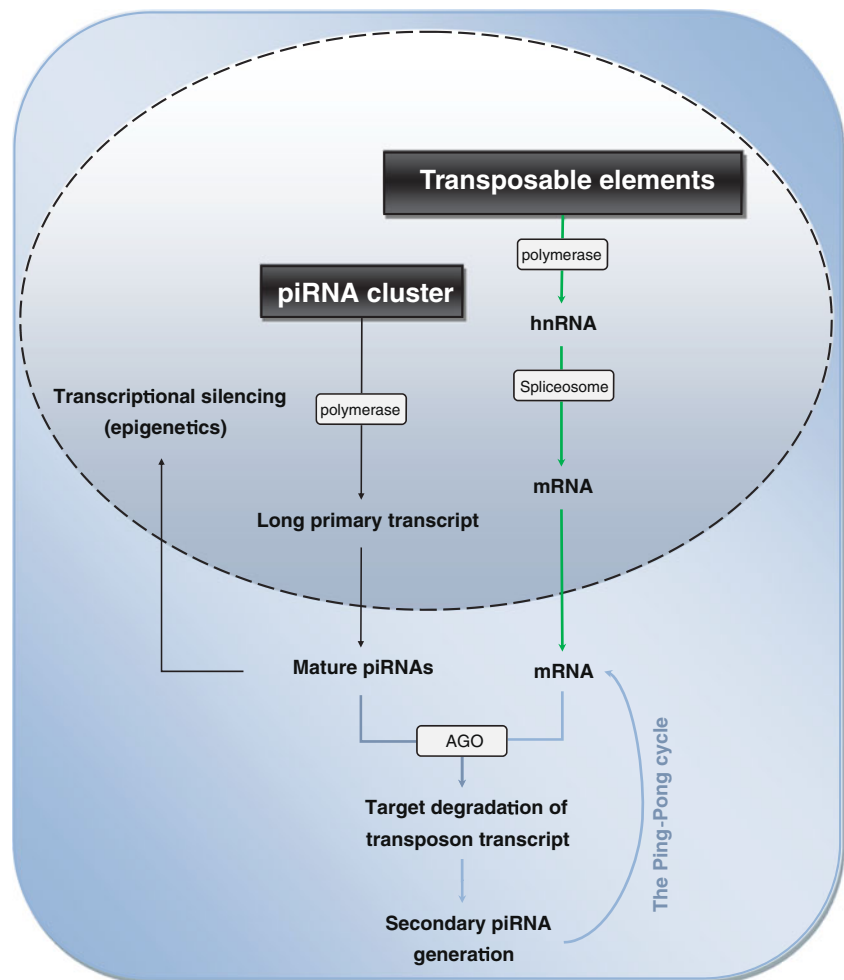 Transposable elements
polymerase
piRNA cluster
hnRNA
Spliceosome
Transcriptional silencing
(epigenetics)
polymerase
mRNA
Long primary transcript
Mature piRNAs
mRNA
AGO
Target degradation of
transposon transcript
The Ping-Pong cycle
Secondary piRNA
generation